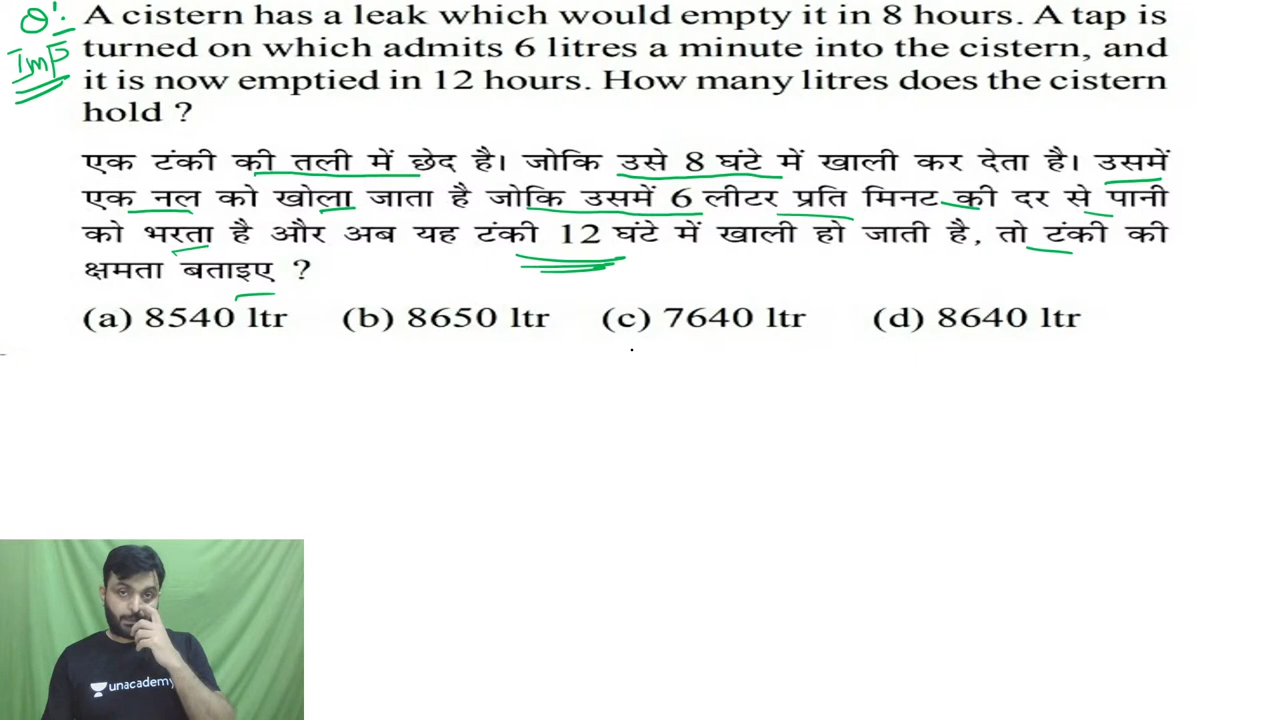 Q:
Imp
A cistern has a leak which would empty it in 8 hours. A tap is
turned on which admits 6 litres a minute into the cistern, and
it is now emptied in 12 hours. How many litres does the cistern
hold ?
एक टंकी की तली में छेद है। जोकि उसे 8 घंटे में खाली कर देता है। उसमें
एक नल को खोला जाता है जोकि उसमें 6 लीटर प्रति मिनट की दर से पानी
को भरता है और अब यह टंकी 12 घंटे में खाली हो जाती है, तो टंकी की
क्षमता बताइए ?
(a) 8540 ltr (b) 8650 ltr (c) 7640 ltr (d) 8640 ltr
unacademy